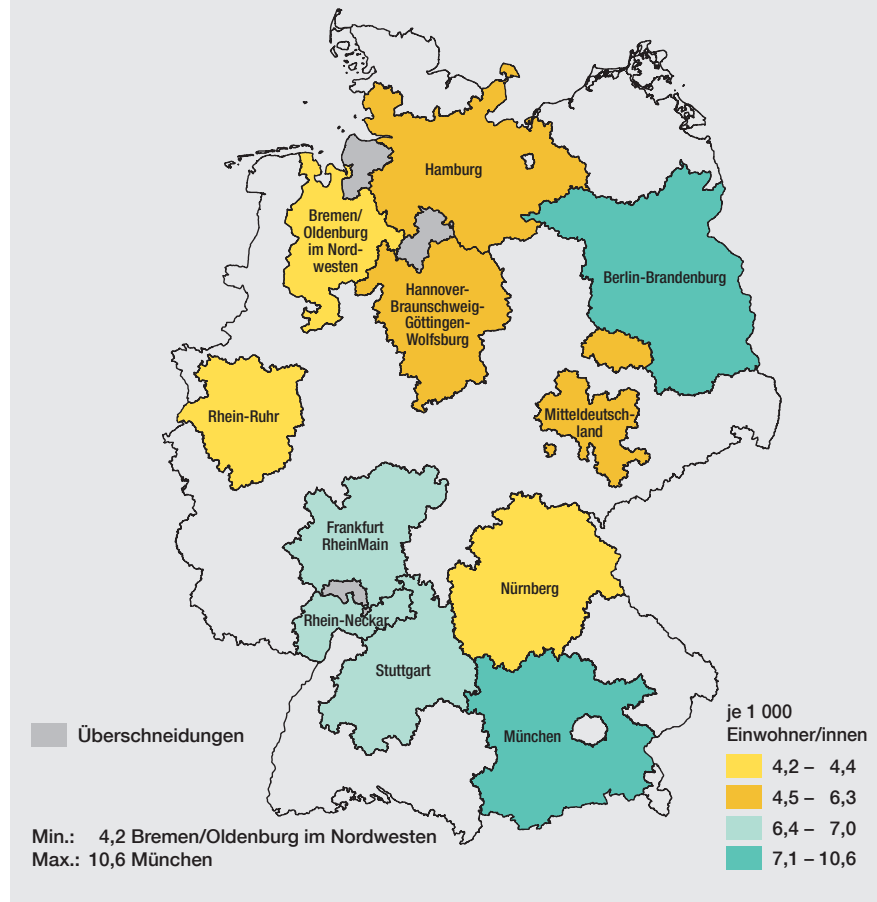 Hamburg
Bremen/
Oldenburg
im Nord-
westen
Berlin-Brandenburg
Hannover-
Braunschweig-
Göttingen-
Wolfsburg
Rhein-Ruhr
Mitteldeutsch-
land
Frankfurt
RheinMain
Nürnberg
Rhein-Neckar
Stuttgart
München
Überschneidungen
je 1 000
Einwohner/innen
4,2 – 4,4
4,5 – 6,3
6,4 – 7,0
7,1 – 10,6
Min.: 4,2 Bremen/Oldenburg im Nordwesten
Max.: 10,6 München